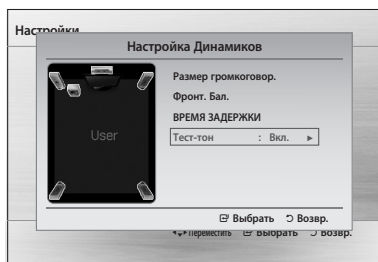 Настройки
Настройка Динамиков
Размер громкоговор.
Фронт. Бал.
ВРЕМЯ ЗАДЕРЖКИ
Тест-тон : Вкл. ►
User
Выбрать Возвр.
Переместить Выбрать Возвр.